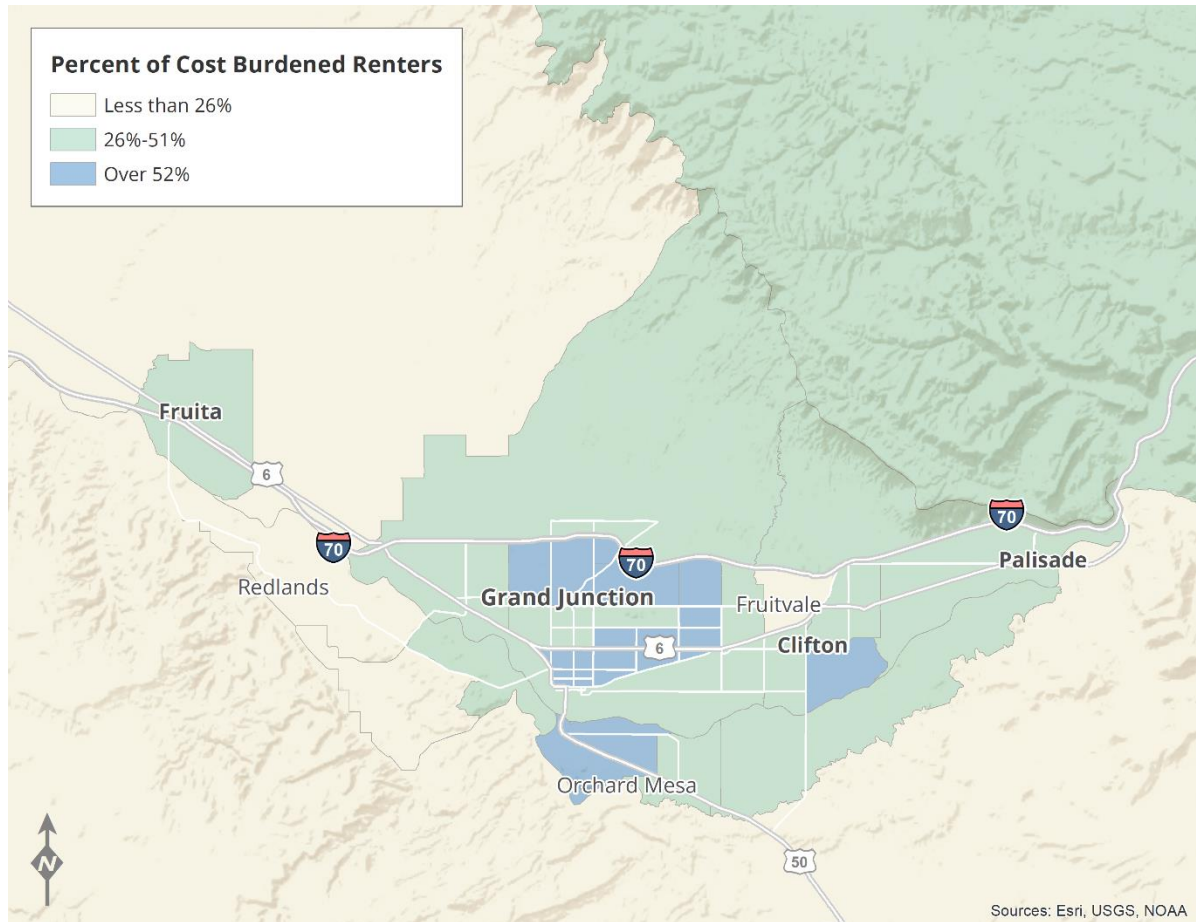 Percent of Cost Burdened Renters
Less than 26%
26%-51%
Over 52%
Fruita
6
70
70
70
Redlands
Grand Junction
Fruitvale
Palisade
6
Clifton
Orchard Mesa
50
N
Sources: Esri, USGS, NOAA